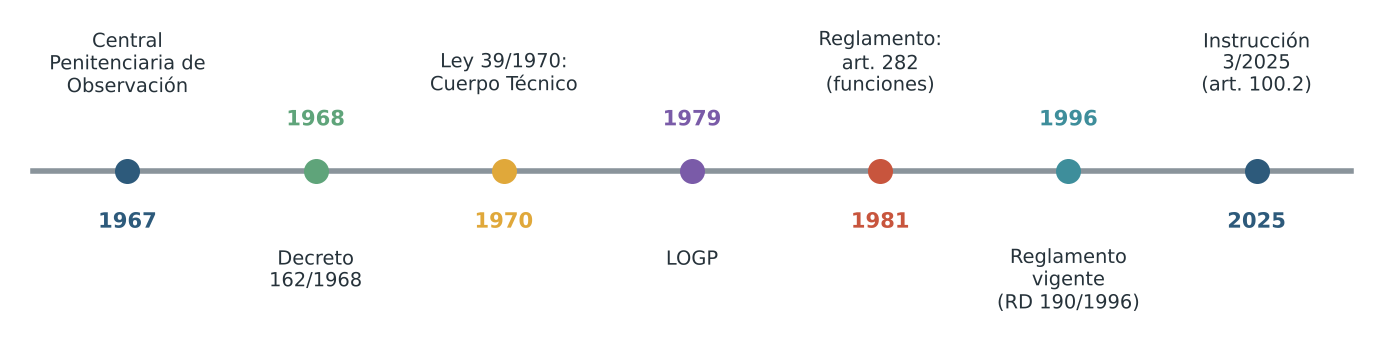 Central
Penitenciaria de
Observación
1967
1968
Decreto
162/1968
Ley 39/1970:
Cuerpo Técnico
1970
1979
LOGP
Reglamento:
art. 282
(funciones)
1981
1996
Reglamento
vigente
(RD 190/1996)
Instrucción
3/2025
(art. 100.2)
2025